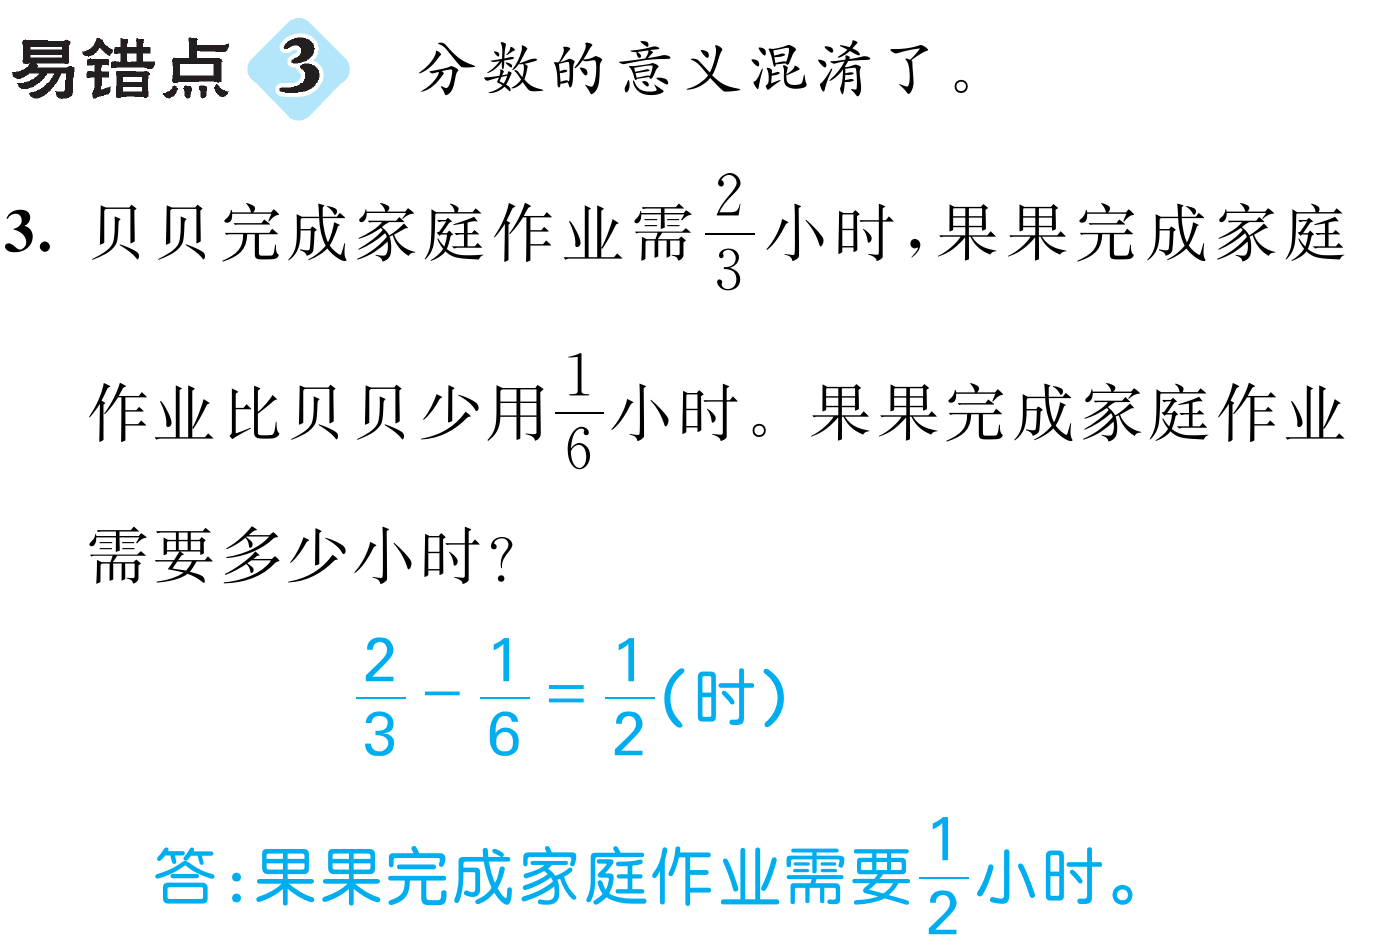 易错点 3 分数的意义混淆了。
3. 贝贝完成家庭作业需2/3小时,果果完成家庭
作业比贝贝少用1/6小时。果果完成家庭作业
需要多少小时?
2/3 - 1/6 = 1/2(时)
答:果果完成家庭作业需要1/2小时。